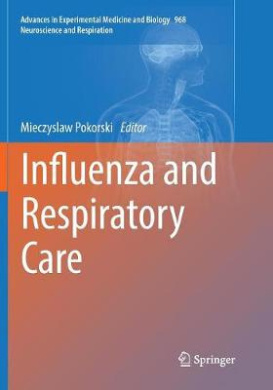 Advances in Experimental Medicine and Biology 968
Neuroscience and Respiration
Mieczyslaw Pokorski Editor
Influenza and
Respiratory
Care
Springer